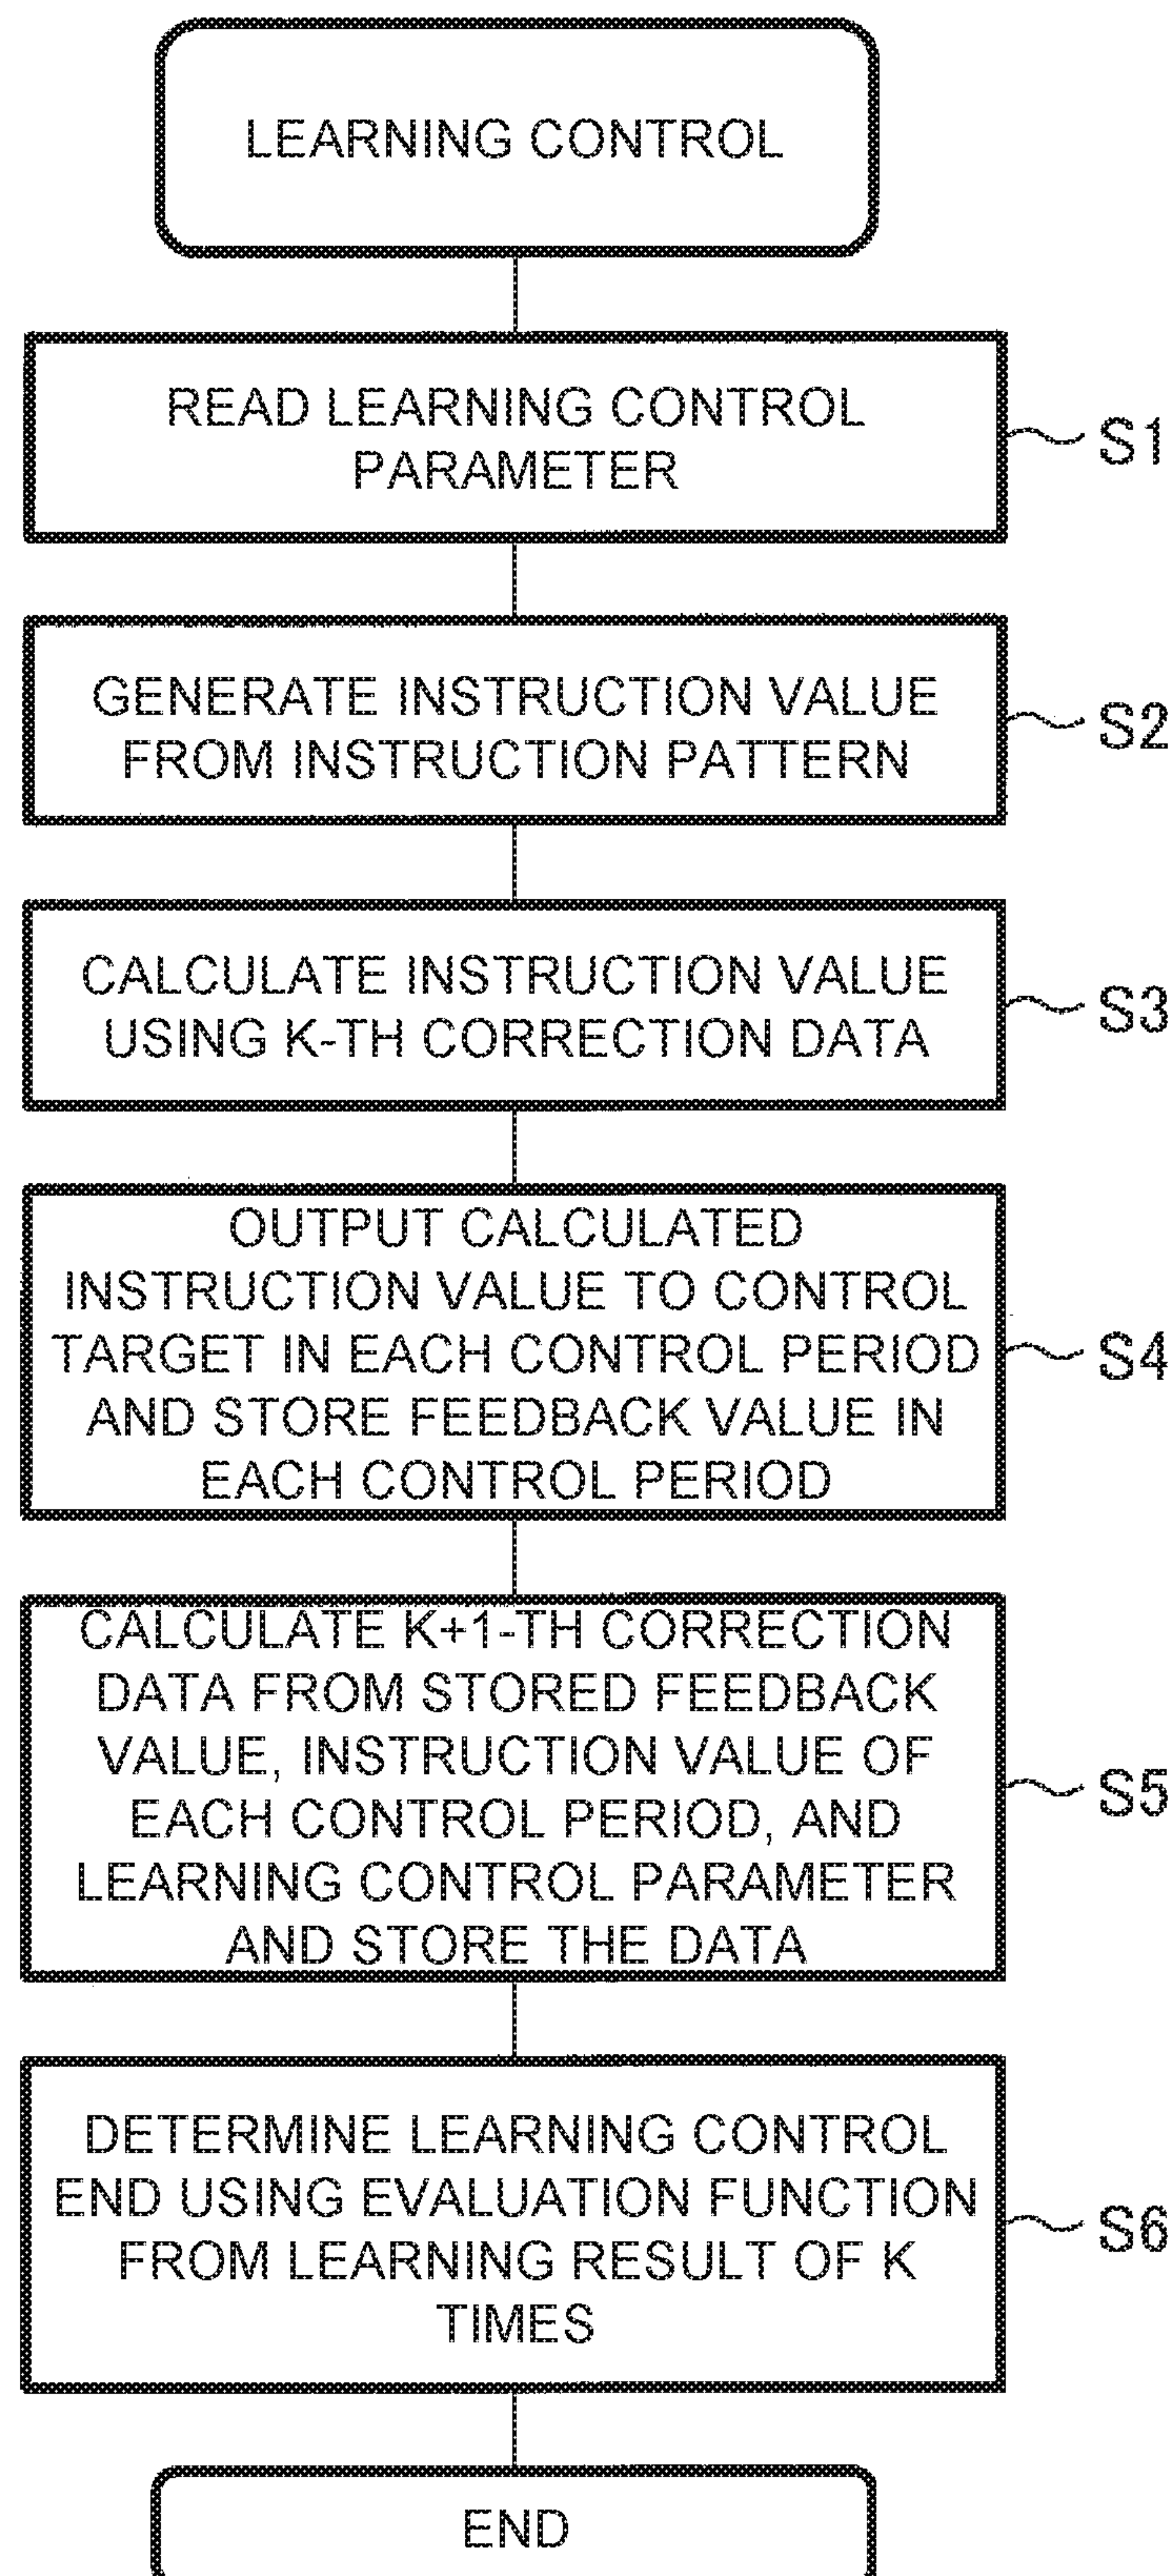 LEARNING CONTROL
READ LEARNING CONTROL
PARAMETER
S1
GENERATE INSTRUCTION VALUE
FROM INSTRUCTION PATTERN
S2
CALCULATE INSTRUCTION VALUE
USING K-TH CORRECTION DATA
S3
OUTPUT CALCULATED
INSTRUCTION VALUE TO CONTROL
TARGET IN EACH CONTROL PERIOD
AND STORE FEEDBACK VALUE IN
EACH CONTROL PERIOD
S4
CALCULATE K+1-TH CORRECTION
DATA FROM STORED FEEDBACK
VALUE, INSTRUCTION VALUE OF
EACH CONTROL PERIOD, AND
LEARNING CONTROL PARAMETER
AND STORE THE DATA
S5
DETERMINE LEARNING CONTROL
END USING EVALUATION FUNCTION
FROM LEARNING RESULT OF K
TIMES
S6
END